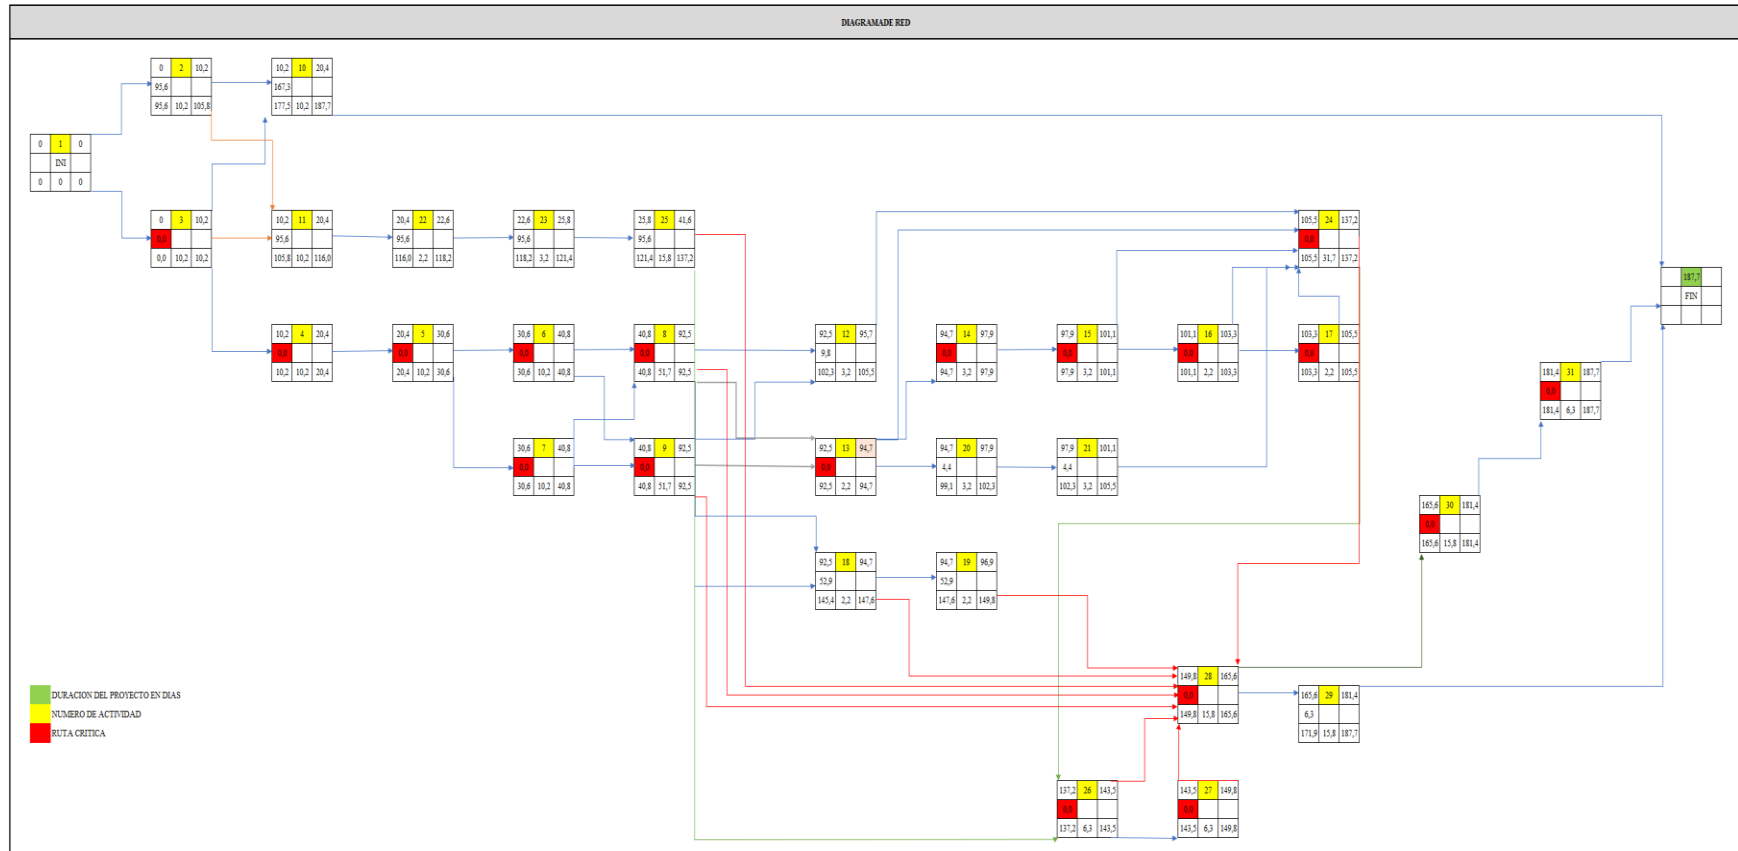 DIAGRAMADE RED
0 2 10,2
95,6
95,6 10,2 105,8
10,2 10 20,4
167,3
177,5 10,2 187,7
0 1 0
INI
0 0 0
0 3 10,2
0,0
0,0 10,2 10,2
10,2 11 20,4
95,6
105,8 10,2 116,0
20,4 22 22,6
95,6
116,0 2,2 118,2
22,6 23 25,8
95,6
118,2 3,2 121,4
25,8 25 41,6
95,6
121,4 15,8 137,2
105,5 24 137,2
0,0
105,5 31,7 137,2
187,7
FIN
10,2 4 20,4
0,0
10,2 10,2 20,4
20,4 5 30,6
0,0
20,4 10,2 30,6
30,6 6 40,8
0,0
30,6 10,2 40,8
40,8 8 92,5
0,0
40,8 51,7 92,5
92,5 12 95,7
9,8
102,3 3,2 105,5
94,7 14 97,9
0,0
94,7 3,2 97,9
97,9 15 101,1
0,0
97,9 3,2 101,1
101,1 16 103,3
0,0
101,1 2,2 103,3
103,3 17 105,5
0,0
103,3 2,2 105,5
181,4 31 187,7
0,0
181,4 6,3 187,7
30,6 7 40,8
0,0
30,6 10,2 40,8
40,8 9 92,5
0,0
40,8 51,7 92,5
92,5 13 94,7
0,0
92,5 2,2 94,7
94,7 20 97,9
4,4
99,1 3,2 102,3
97,9 21 101,1
4,4
102,3 3,2 105,5
165,6 30 181,4
0,0
165,6 15,8 181,4
92,5 18 94,7
52,9
145,4 2,2 147,6
94,7 19 96,9
52,9
147,6 2,2 149,8
149,8 28 165,6
0,0
149,8 15,8 165,6
165,6 29 181,4
6,3
171,9 15,8 187,7
DURACION DEL PROYECTO EN DIAS
NUMERO DE ACTIVIDAD
RUTA CRITICA
137,2 26 143,5
0,0
137,2 6,3 143,5
143,5 27 149,8
0,0
143,5 6,3 149,8